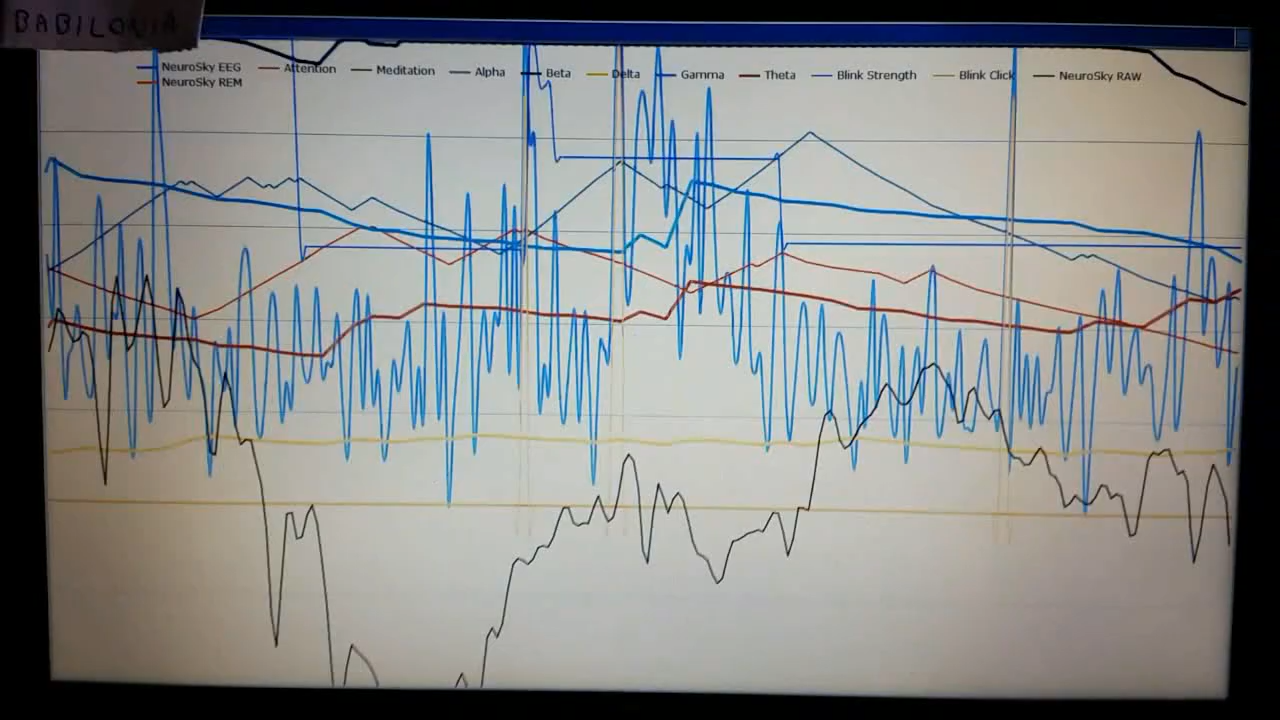 BABILONIA
NeuroSky EEG Attention Meditation Alpha Beta Delta Gamma Theta Blink Strength Blink Click NeuroSky RAW
NeuroSky REM